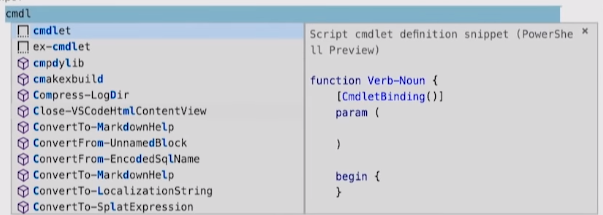 cmdl
cmdlet
ex-cmdlet
cmpdylib
cmakexbuild
Compress-LogDir
Close-VSCodeHtmlContentView
ConvertTo-MarkdownHelp
ConvertFrom-UnnamedBlock
ConvertFrom-EncodedSqlName
ConvertTo-MarkdownHelp
ConvertTo-LocalizationString
ConvertTo-SplatExpression
Script cmdlet definition snippet (PowerShe
ll Preview)
function Verb-Noun {
[CmdletBinding()]
param (
)
begin {
}